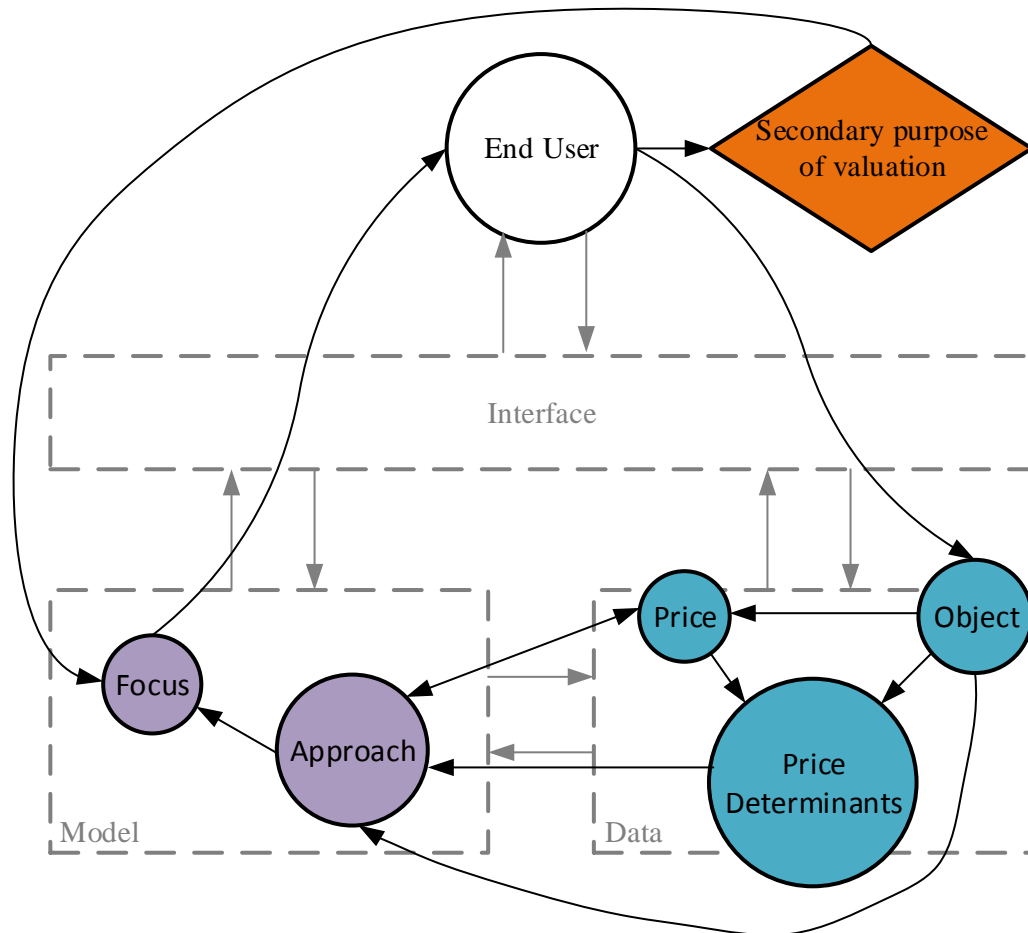 End User
Secondary purpose
of valuation
Interface
Price
Object
Focus
Approach
Price
Determinants
Model
Data